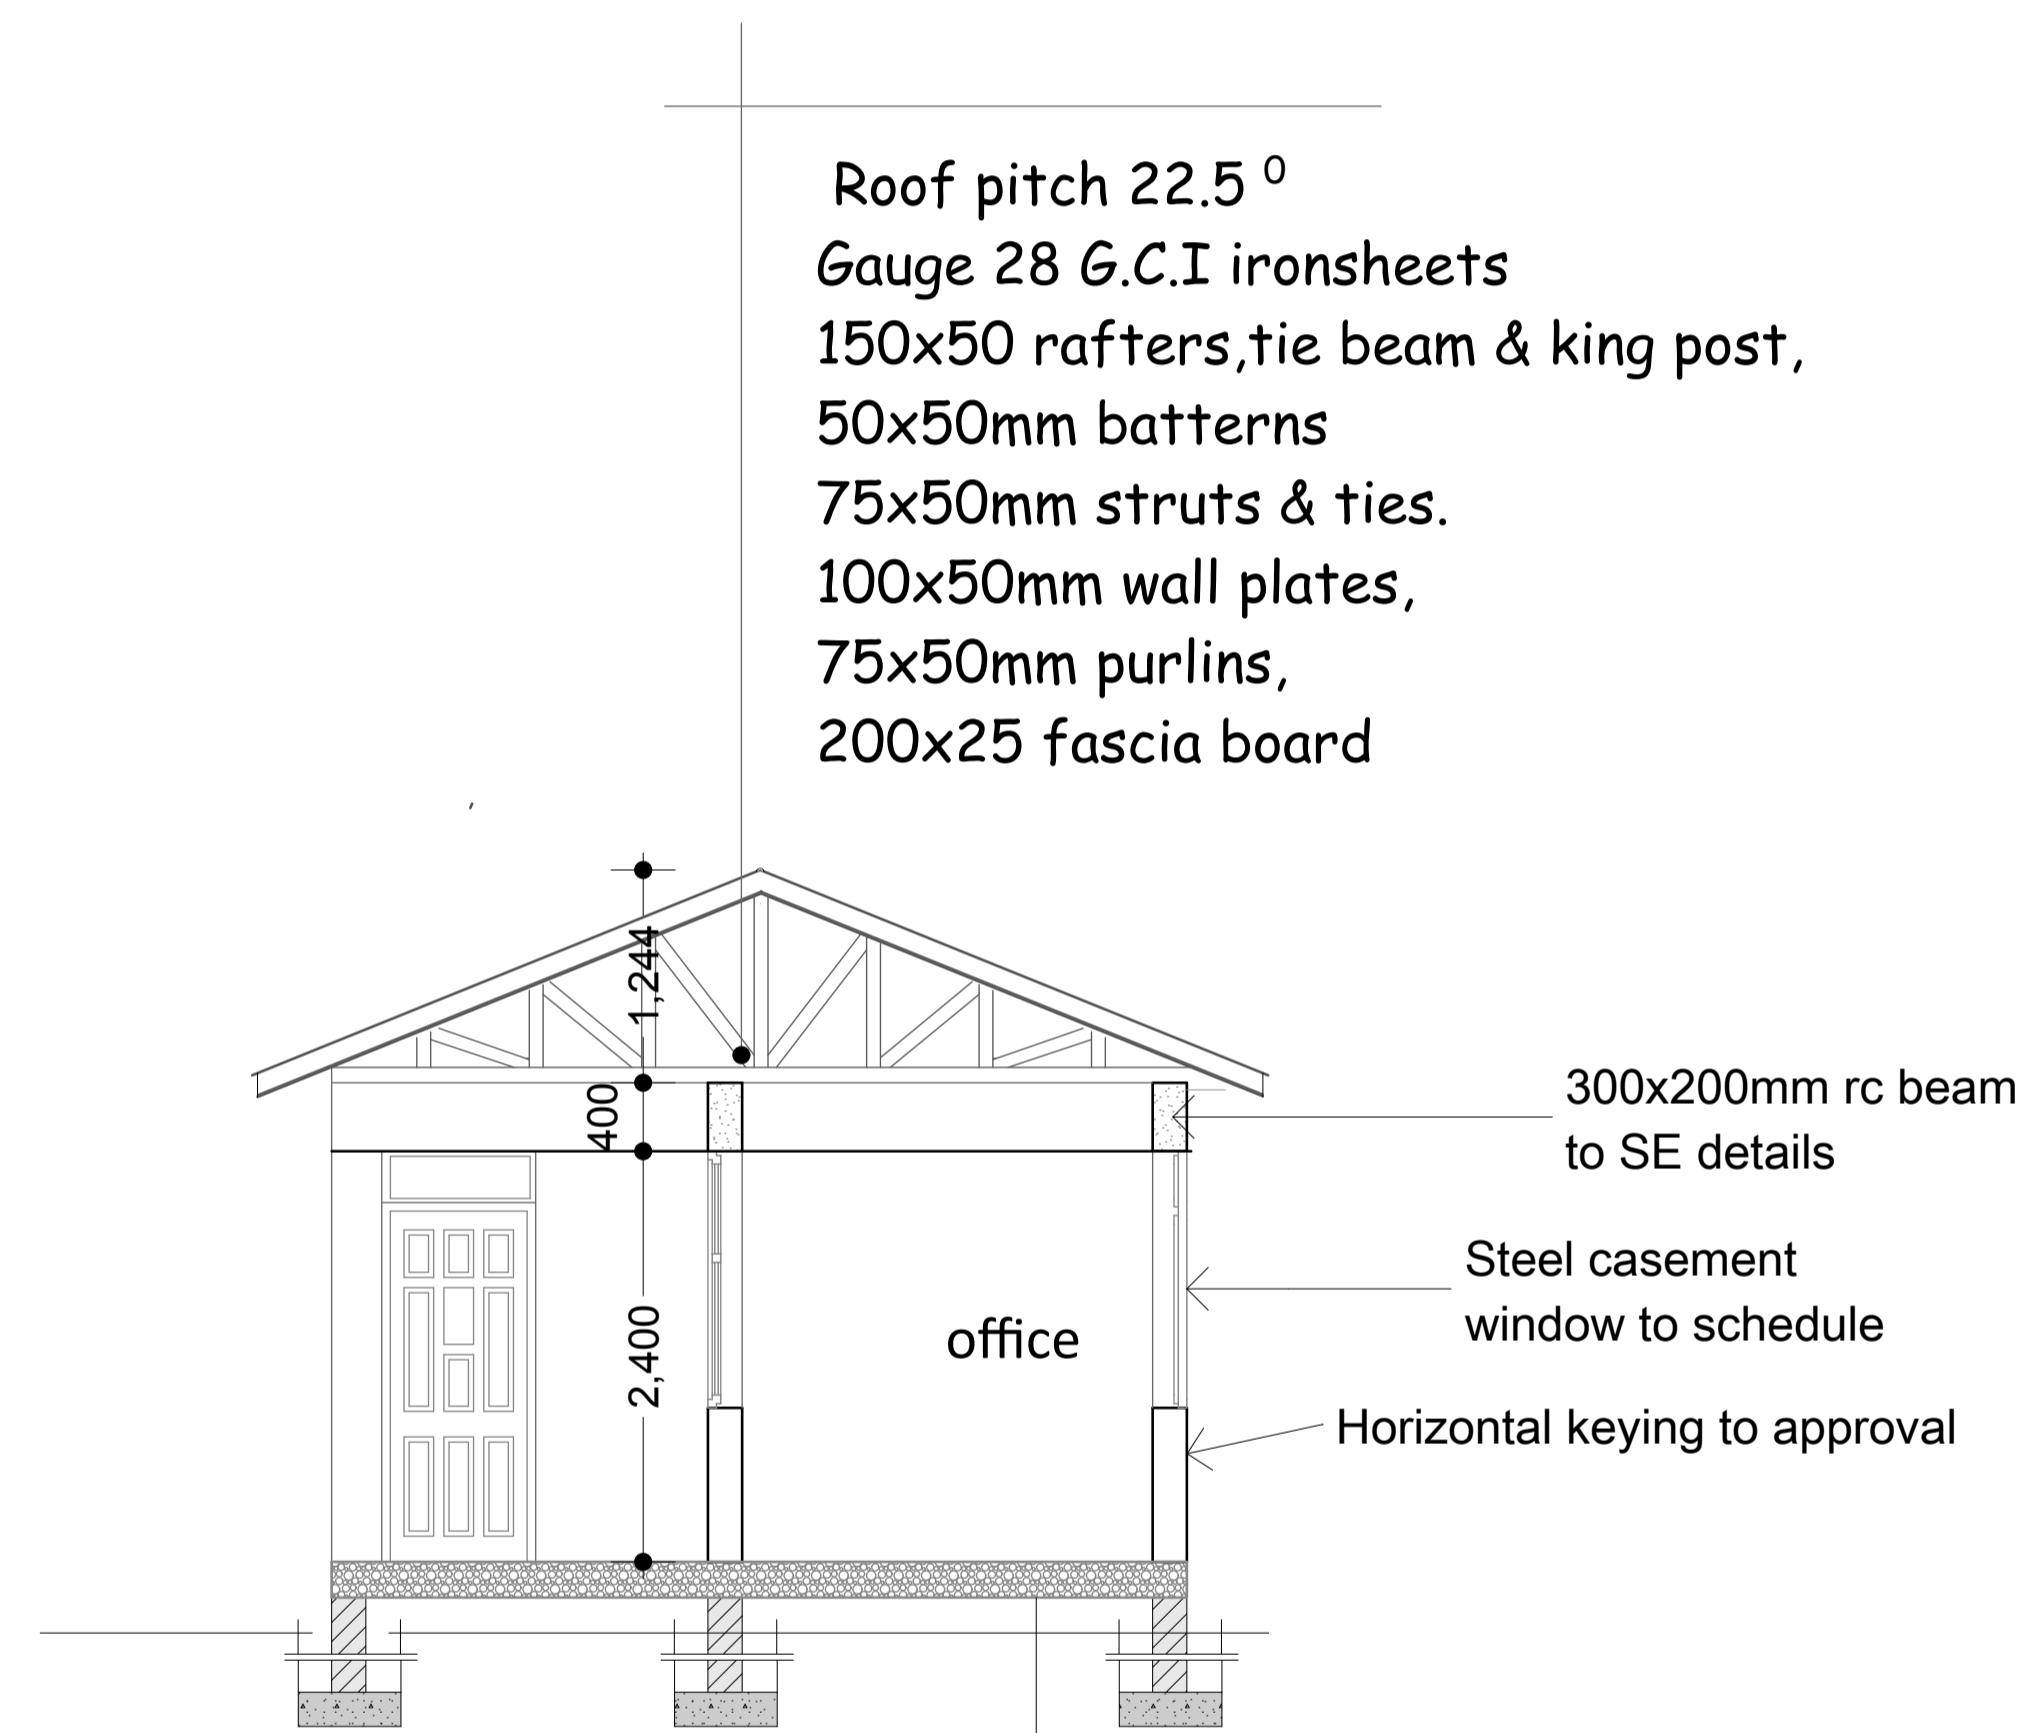 Roof pitch 22.5 ⁰
Gauge 28 G.C.I ironsheets
150x50 rafters,tie beam & king post,
50x50mm batterns
75x50mm struts & ties.
100x50mm wall plates,
75x50mm purlins,
200x25 fascia board
1,244
400
2,400
office
300x200mm rc beam
to SE details
Steel casement
window to schedule
Horizontal keying to approval